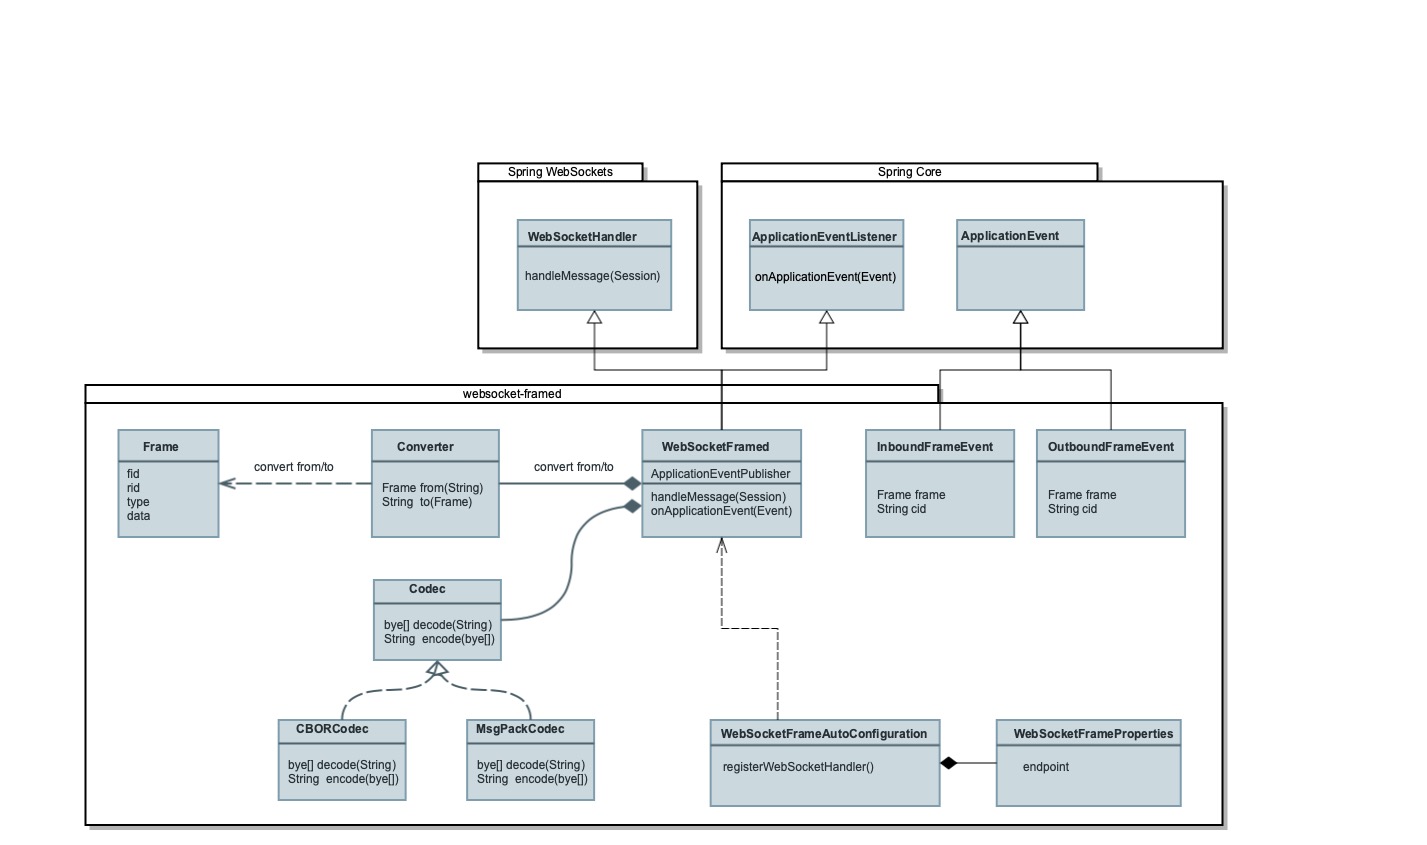 Spring WebSockets
WebSocketHandler
handleMessage(Session)
Spring Core
ApplicationEventListener
onApplicationEvent(Event)
ApplicationEvent
websocket-framed
Frame
fid
rid
type
data
convert from/to
Converter
Frame from(String)
String to(Frame)
convert from/to
WebSocketFramed
ApplicationEventPublisher
handleMessage(Session)
onApplicationEvent(Event)
InboundFrameEvent
Frame frame
String cid
OutboundFrameEvent
Frame frame
String cid
Codec
bye[] decode(String)
String encode(bye[])
CBORCodec
bye[] decode(String)
String encode(bye[])
MsgPackCodec
bye[] decode(String)
String encode(bye[])
WebSocketFrameAutoConfiguration
registerWebSocketHandler()
WebSocketFrameProperties
endpoint